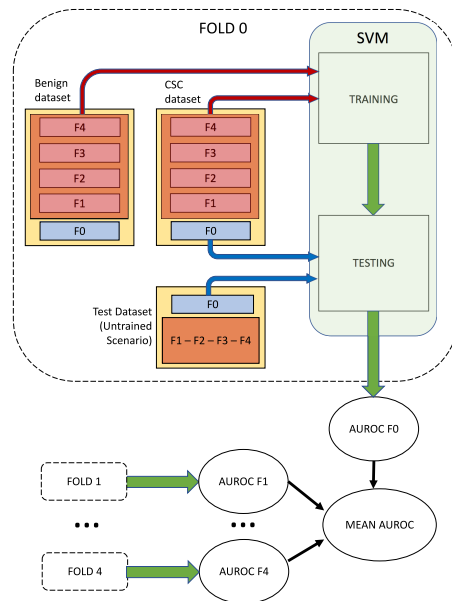 FOLD 0
SVM
Benign
dataset
CSC
dataset
TRAINING
F4
F3
F2
F1
F0
F4
F3
F2
F1
F0
TESTING
Test Dataset
(Untrained
Scenario)
F0
F1 – F2 – F3 – F4
AUROC F0
FOLD 1
AUROC F1
MEAN AUROC
...
...
FOLD 4
AUROC F4